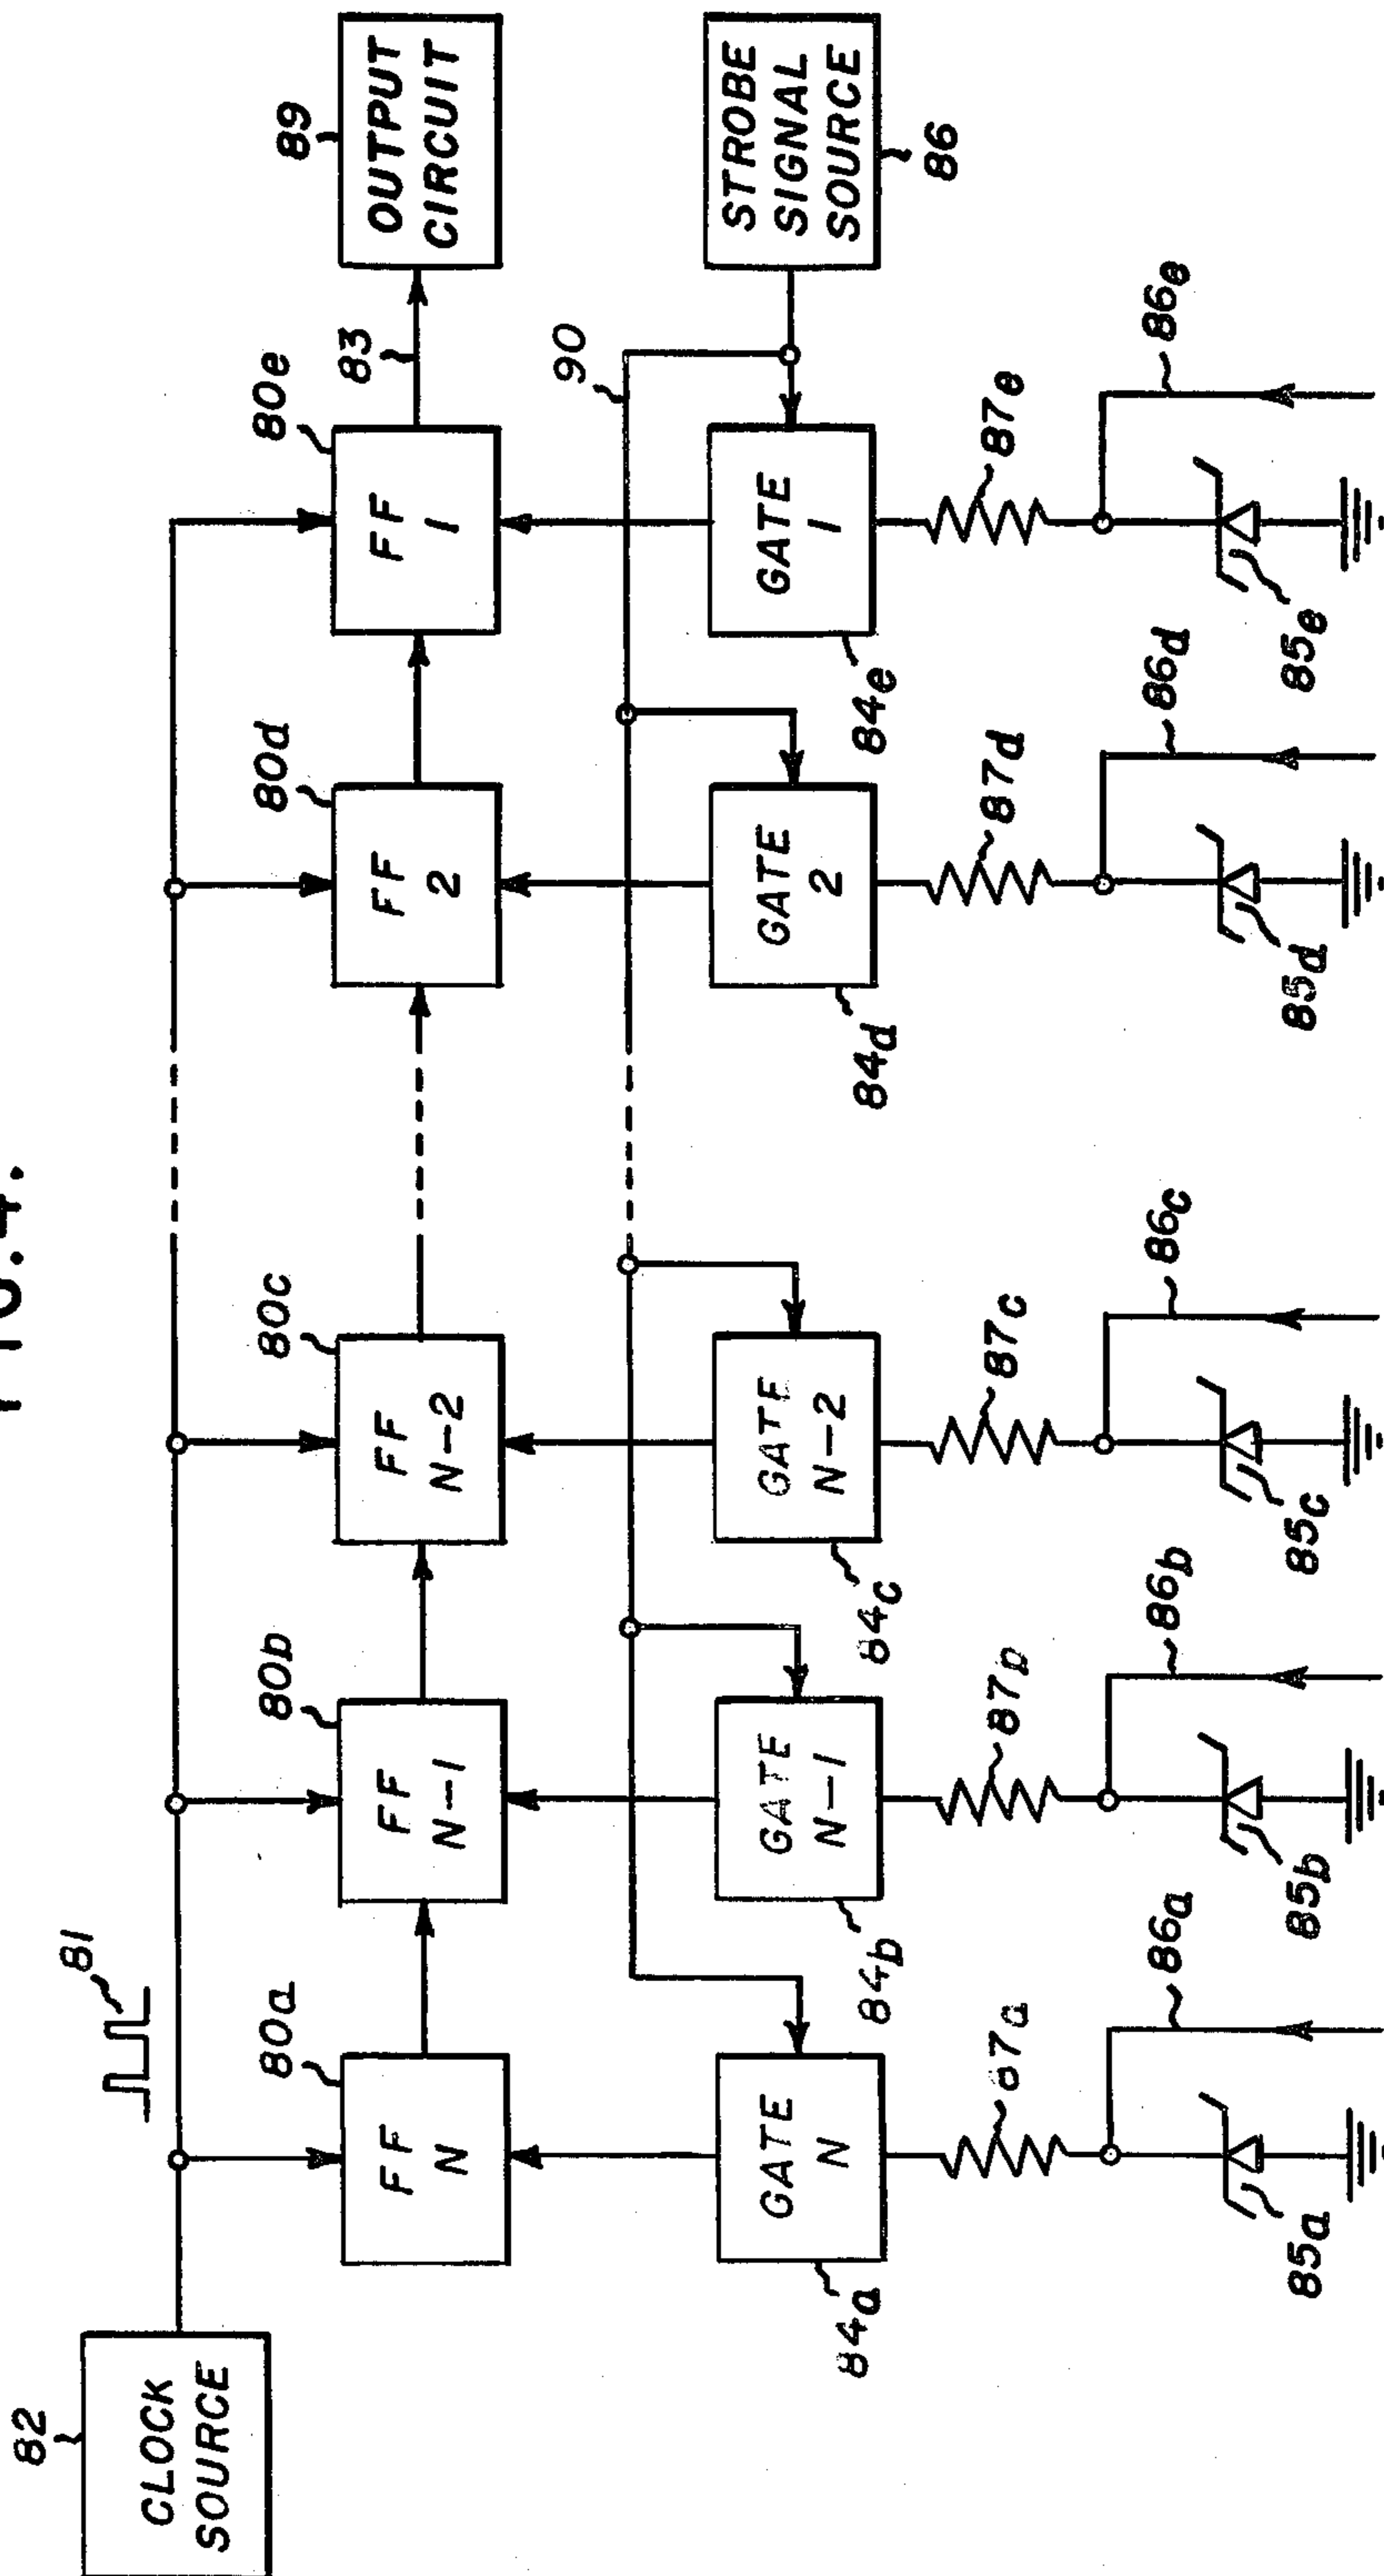 FIG. 4.
82
CLOCK
SOURCE
81
80a
80b
80c
80d
80e
FF
N
FF
N-1
FF
N-2
FF
2
FF
1
83
89
OUTPUT
CIRCUIT
90
GATE
N
GATE
N-1
GATE
N-2
GATE
2
GATE
1
STROBE
SIGNAL
SOURCE
86
84a
84b
84c
84d
84e
87a
87b
87c
87d
87e
86a
86b
86c
86d
86e
85a
85b
85c
85d
85e